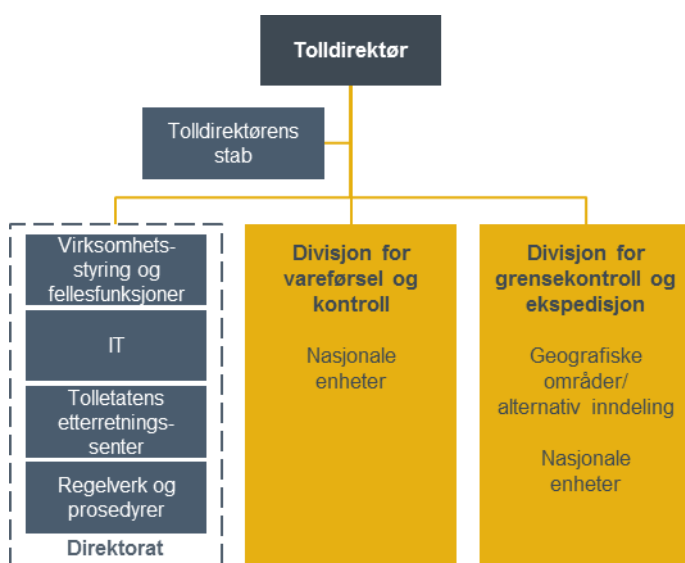 Tolldirektør
Tolldirektørens
stab
Virksomhets-
styring og
fellesfunksjoner
IT
Tolletatens
etterretnings-
senter
Regelverk og
prosedyrer
Direktorat
Divisjon for
vareførsel og
kontroll
Nasjonale
enheter
Divisjon for
grensekontroll og
ekspedisjon
Geografiske
områder/
alternativ inndeling
Nasjonale
enheter